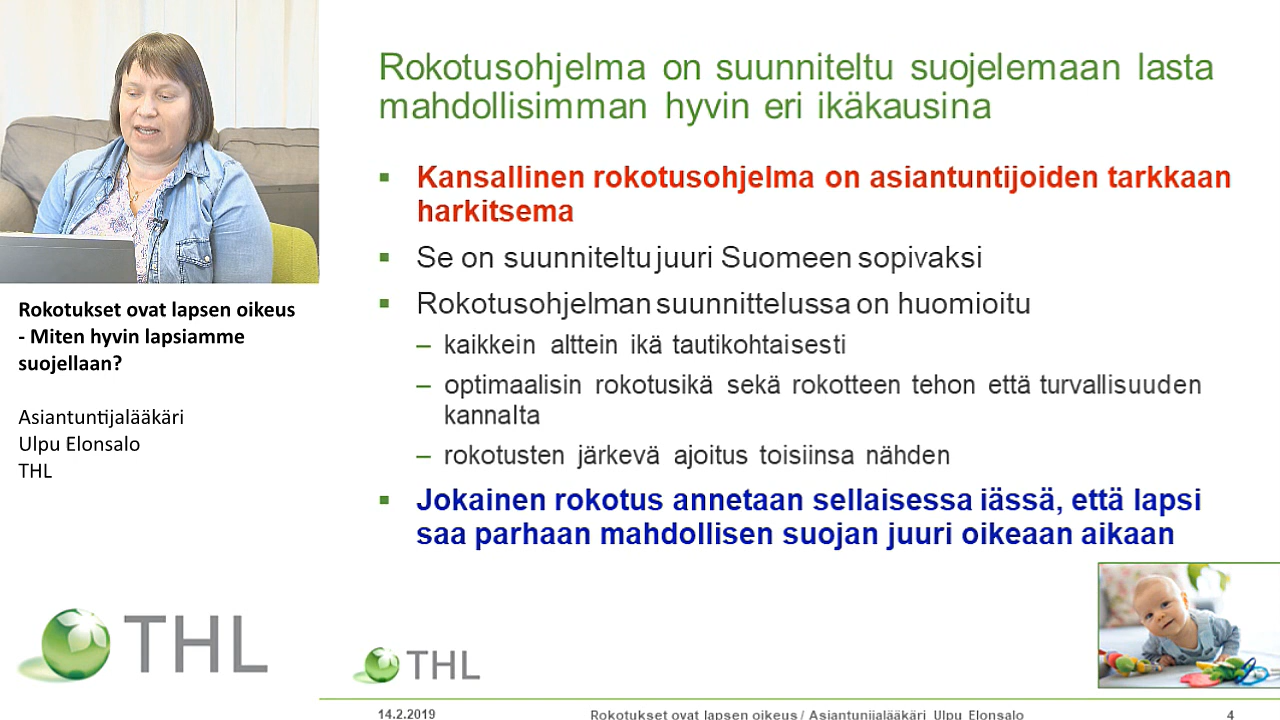 Rokotukset ovat lapsen oikeus
- Miten hyvin lapsiamme
suojellaan?
Asiantuntijalääkäri
Ulpu Elonsalo
THL
THL
Rokotusohjelma on suunniteltu suojelemaan lasta
mahdollisimman hyvin eri ikäkausina
▪ Kansallinen rokotusohjelma on asiantuntijoiden tarkkaan
harkitsema
▪ Se on suunniteltu juuri Suomeen sopivaksi
▪ Rokotusohjelman suunnittelussa on huomioitu
– kaikkein alttein ikä tautikohtaisesti
– optimaalisin rokotusikä sekä rokotteen tehon että turvallisuuden
kannalta
– rokotusten järkevä ajoitus toisiinsa nähden
▪ Jokainen rokotus annetaan sellaisessa iässä, että lapsi
saa parhaan mahdollisen suojan juuri oikeaan aikaan
THL
14.2.2019 Rokotukset ovat lapsen oikeus / Asiantunijalääkäri Ulpu Elonsalo 4